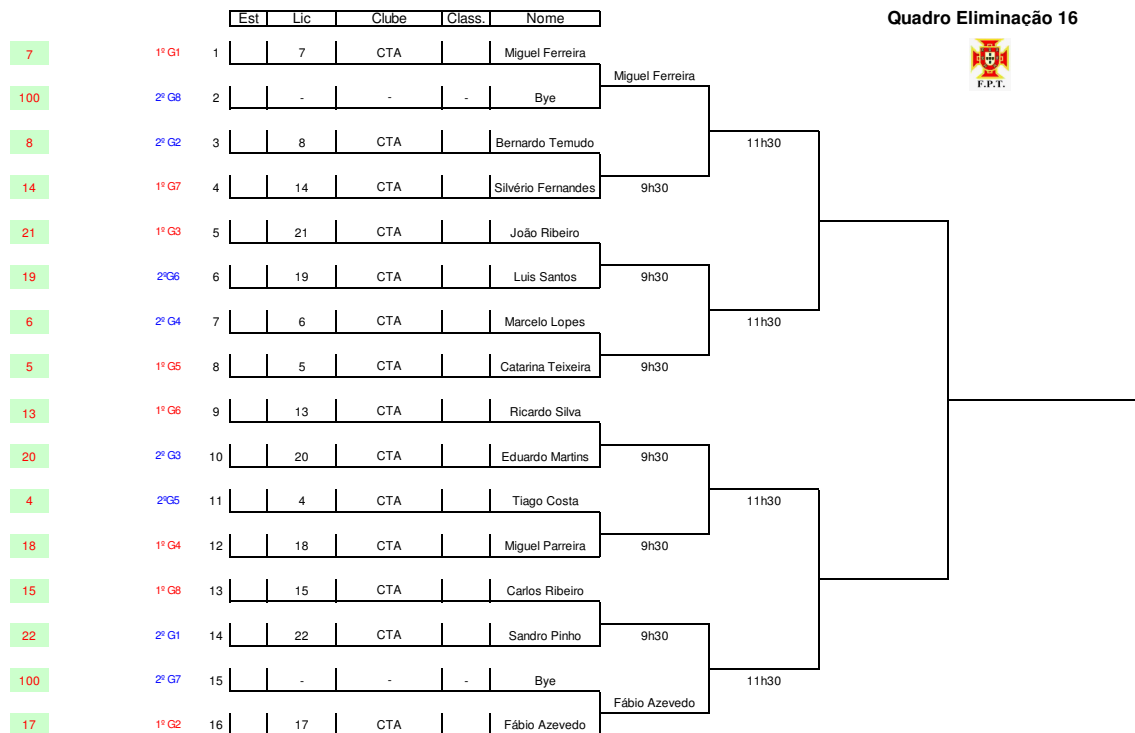 Est Lic Clube Class. Nome
Quadro Eliminação 16
F.P.T.
7 1º G1 1 7 CTA Miguel Ferreira
Miguel Ferreira
100 2º G8 2 - - - Bye
8 2º G2 3 8 CTA Bernardo Temudo 11h30
14 1º G7 4 14 CTA Silvério Fernandes 9h30
21 1º G3 5 21 CTA João Ribeiro
19 2ºG6 6 19 CTA Luis Santos 9h30
6 2º G4 7 6 CTA Marcelo Lopes 11h30
5 1º G5 8 5 CTA Catarina Teixeira 9h30
13 1º G6 9 13 CTA Ricardo Silva
20 2º G3 10 20 CTA Eduardo Martins 9h30
4 2ºG5 11 4 CTA Tiago Costa 11h30
18 1º G4 12 18 CTA Miguel Parreira 9h30
15 1º G8 13 15 CTA Carlos Ribeiro
22 2º G1 14 22 CTA Sandro Pinho 9h30
100 2º G7 15 - - - Bye 11h30
Fábio Azevedo
17 1º G2 16 17 CTA Fábio Azevedo